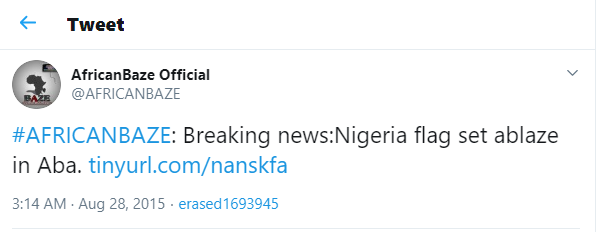 Tweet
AfricanBaze Official
@AFRICANBAZE
#AFRICANBAZE: Breaking news:Nigeria flag set ablaze
in Aba. tinyurl.com/nanskfa
3:14 AM · Aug 28, 2015 · erased1693945